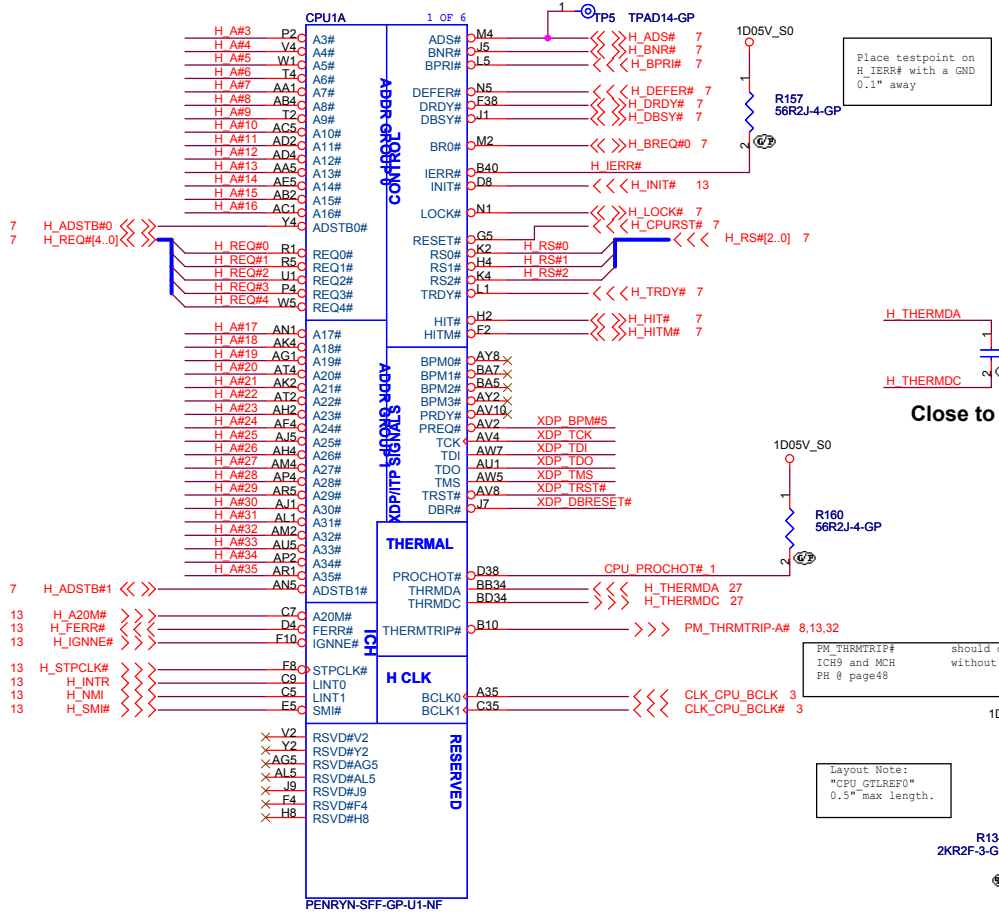 CPU1A 1 OF 6
1 TP5 TPAD14-GP
H_A#3 P2 A3#
H_A#4 V4 A4#
H_A#5 W1 A5#
H_A#6 T4 A6#
H_A#7 AA1 A7#
H_A#8 AB4 A8#
H_A#9 T2 A9#
H_A#10 AC5 A10#
H_A#11 AD2 A11#
H_A#12 AD4 A12#
H_A#13 AA5 A13#
H_A#14 AE5 A14#
H_A#15 AB2 A15#
H_A#16 AC1 A16#
7 H_ADSTB#0 Y4 ADSTB0#
7 H_REQ#[4..0]
H_REQ#0 R1 REQ0#
H_REQ#1 R5 REQ1#
H_REQ#2 U1 REQ2#
H_REQ#3 P4 REQ3#
H_REQ#4 W5 REQ4#
H_A#17 AN1 A17#
H_A#18 AK4 A18#
H_A#19 AG1 A19#
H_A#20 AT4 A20#
H_A#21 AK2 A21#
H_A#22 AT2 A22#
H_A#23 AH2 A23#
H_A#24 AF4 A24#
H_A#25 AJ5 A25#
H_A#26 AH4 A26#
H_A#27 AM4 A27#
H_A#28 AP4 A28#
H_A#29 AR5 A29#
H_A#30 AJ1 A30#
H_A#31 AL1 A31#
H_A#32 AM2 A32#
H_A#33 AU5 A33#
H_A#34 AP2 A34#
H_A#35 AR1 A35#
7 H_ADSTB#1 AN5 ADSTB1#
13 H_A20M# C7 A20M#
13 H_FERR# D4 FERR#
13 H_IGNNE# F10 IGNNE#
13 H_STPCLK# F8 STPCLK#
13 H_INTR C9 LINT0
13 H_NMI C5 LINT1
13 H_SMI# E5 SMI#
V2 RSVD#V2
Y2 RSVD#Y2
AG5 RSVD#AG5
AL5 RSVD#AL5
J9 RSVD#J9
F4 RSVD#F4
H8 RSVD#H8
ADDR GROUP 0
CONTROL
ADDR GROUP 1
XDP/ITP SIGNALS
THERMAL
ICH
H CLK
RESERVED
ADS# M4 H_ADS# 7
BNR# J5 H_BNR# 7
BPRI# L5 H_BPRI# 7
DEFER# N5 H_DEFER# 7
DRDY# F38 H_DRDY# 7
DBSY# J1 H_DBSY# 7
BR0# M2 H_BREQ#0 7
IERR# B40 H_IERR#
INIT# D8 H_INIT# 13
LOCK# N1 H_LOCK# 7
RESET# G5 H_CPURST# 7
RS0# K2 H_RS#0 H_RS#[2..0] 7
RS1# H4 H_RS#1
RS2# K4 H_RS#2
TRDY# L1 H_TRDY# 7
HIT# H2 H_HIT# 7
HITM# F2 H_HITM# 7
BPM0# AY8
BPM1# BA7
BPM2# BA5
BPM3# AY2
PRDY# AV10
PREQ# AV2 XDP_BPM#5
TCK AV4 XDP_TCK
TDI AW7 XDP_TDI
TDO AU1 XDP_TDO
TMS AW5 XDP_TMS
TRST# AV8 XDP_TRST#
DBR# J7 XDP_DBRESET#
PROCHOT# D38 CPU_PROCHOT#_1
THRMDA BB34 H_THERMDA 27
THRMDC BD34 H_THERMDC 27
THERMTRIP# B10 PM_THRMTRIP-A# 8,13,32
BCLK0 A35 CLK_CPU_BCLK 3
BCLK1 C35 CLK_CPU_BCLK# 3
PENRYN-SFF-GP-U1-NF
1D05V_S0
1
R157
56R2J-4-GP
2
Place testpoint on
H_IERR# with a GND
0.1" away
H_THERMDA
1
2
H_THERMDC
Close to
1D05V_S0
1
R160
56R2J-4-GP
2
PM_THRMTRIP# should
ICH9 and MCH without
PH @ page48
Layout Note:
"CPU_GTLREF0"
0.5" max length.